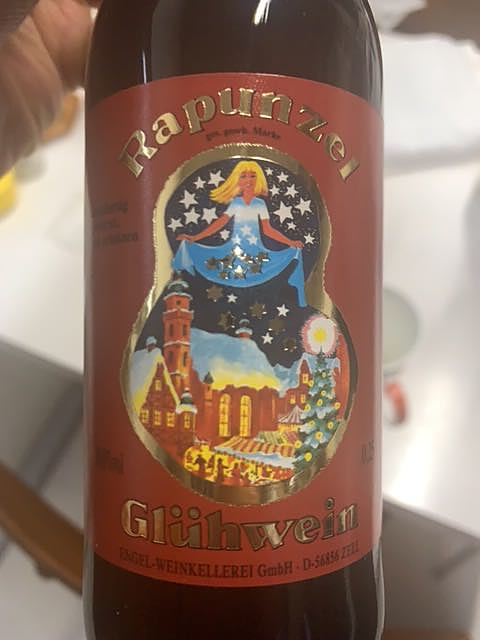 Rapunzel
ges. gesch. Marke
Glühwein
ENGEL-WEINKELLEREI GmbH · D-56856 ZELL